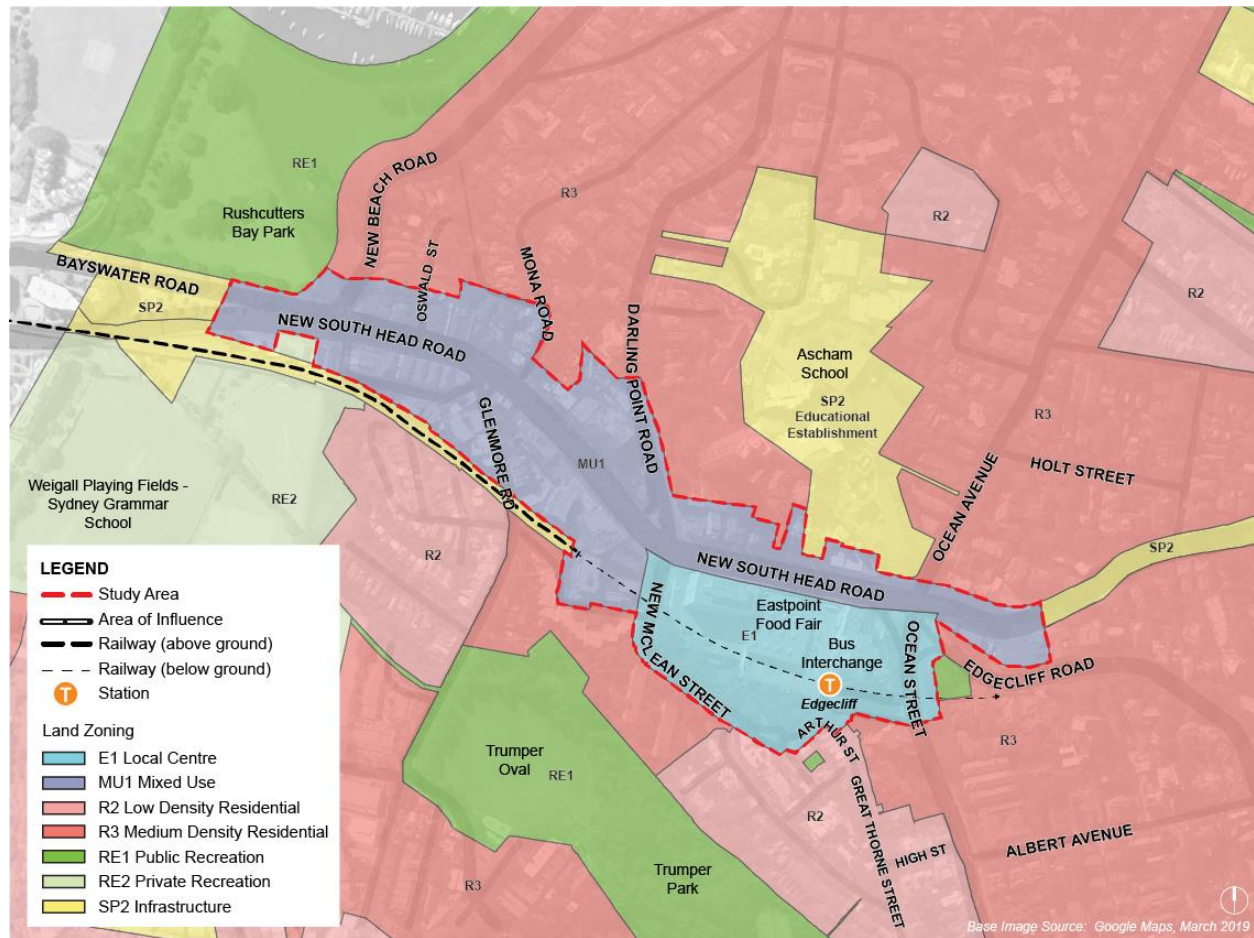 RE1
Rushcutters
Bay Park
NEW BEACH ROAD
OSWALD ST
MONA ROAD
R3
DARLING POINT ROAD
R2
R2
BAYSWATER ROAD
SP2
NEW SOUTH HEAD ROAD
GLENMORE RD
MU1
Ascham
School
SP2
Educational
Establishment
R3
HOLT STREET
OCEAN AVENUE
Weigall Playing Fields -
Sydney Grammar
School
RE2
R2
NEW SOUTH HEAD ROAD
SP2
NEW MCLEAN STREET
Eastpoint
Food Fair
E1
Bus
Interchange
T
Edgecliff
OCEAN STREET
EDGECLIFF ROAD
ARTHUR ST
R3
Trumper
Oval
RE1
R2
GREAT THORNE STREET
HIGH ST
ALBERT AVENUE
Trumper
Park
R3
LEGEND
Study Area
Area of Influence
Railway (above ground)
Railway (below ground)
T
Station
Land Zoning
E1 Local Centre
MU1 Mixed Use
R2 Low Density Residential
R3 Medium Density Residential
RE1 Public Recreation
RE2 Private Recreation
SP2 Infrastructure
Base Image Source: Google Maps, March 2019